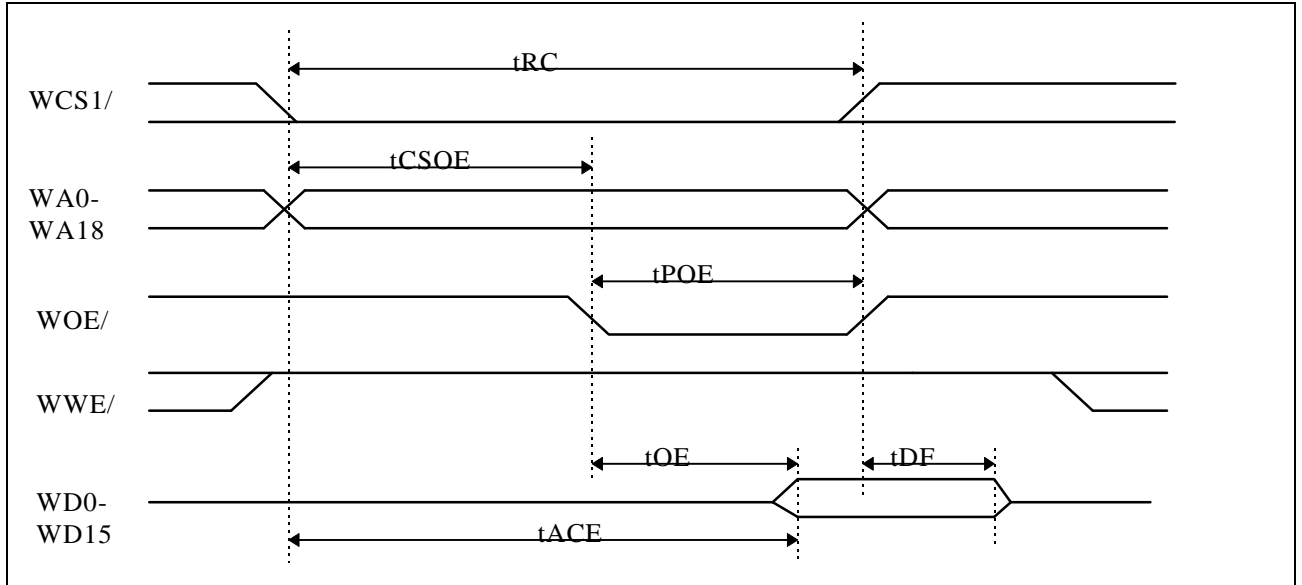 tRC
WCS1/
tCSOE
WA0-
WA18
tPOE
WOE/
WWE/
tOE
tDF
WD0-
WD15
tACE